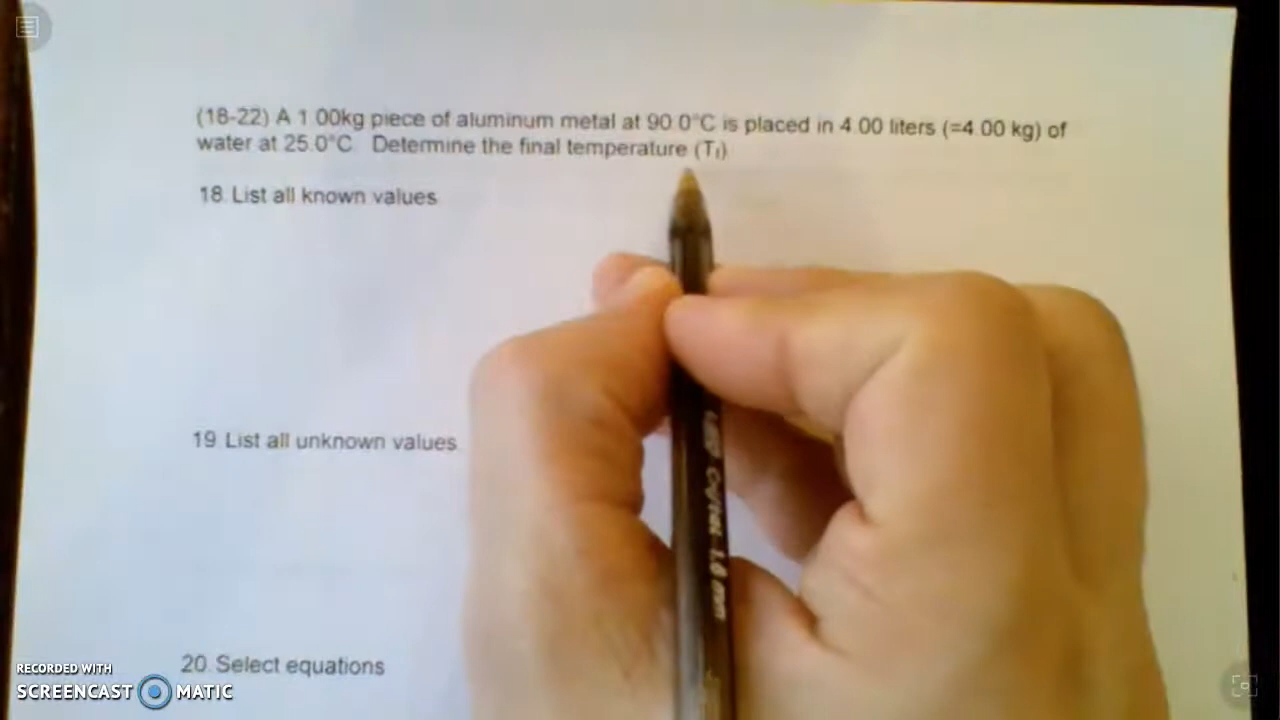 (18-22) A 1.00kg piece of aluminum metal at 90.0°C is placed in 4.00 liters (=4.00 kg) of
water at 25.0°C. Determine the final temperature (Tf).
18. List all known values.
19. List all unknown values.
20. Select equations
RECORDED WITH
SCREENCAST MATIC